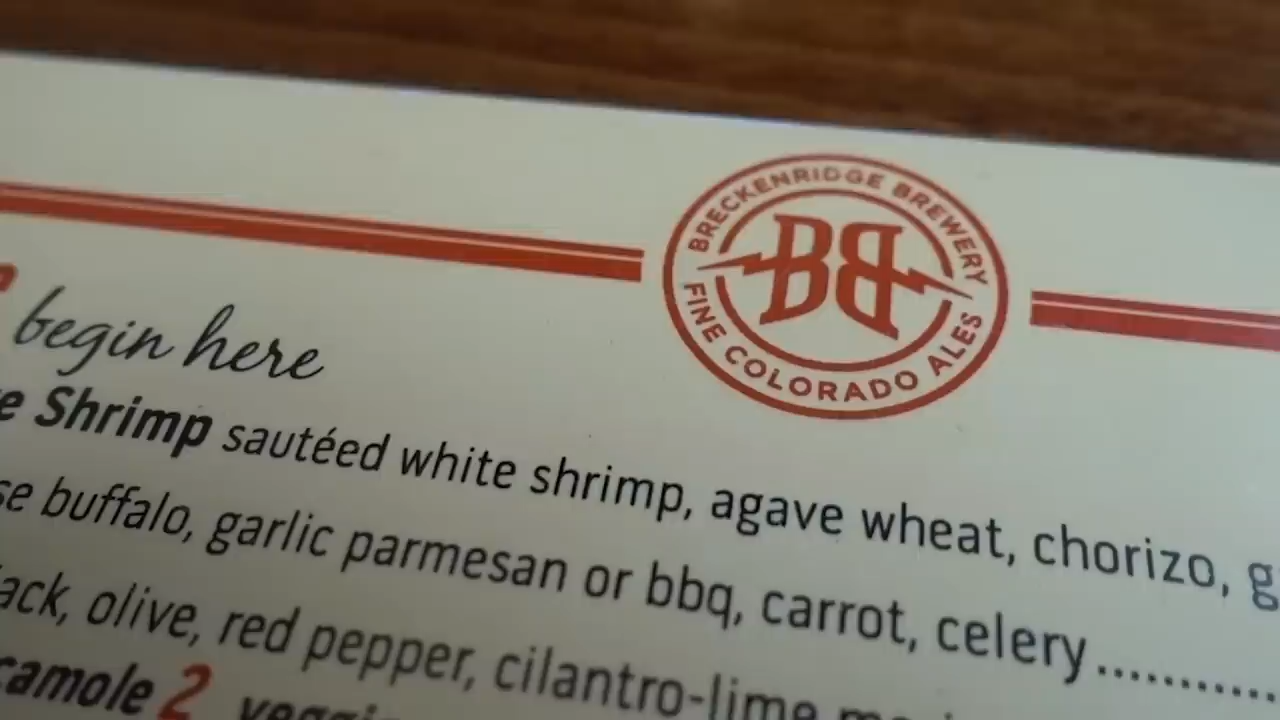 BRECKENRIDGE BREWERY
BB
FINE COLORADO ALES
begin here
Shrimp sautéed white shrimp, agave wheat, chorizo,
buffalo, garlic parmesan or bbq, carrot, celery..............
olive, red pepper, cilantro-lime
2